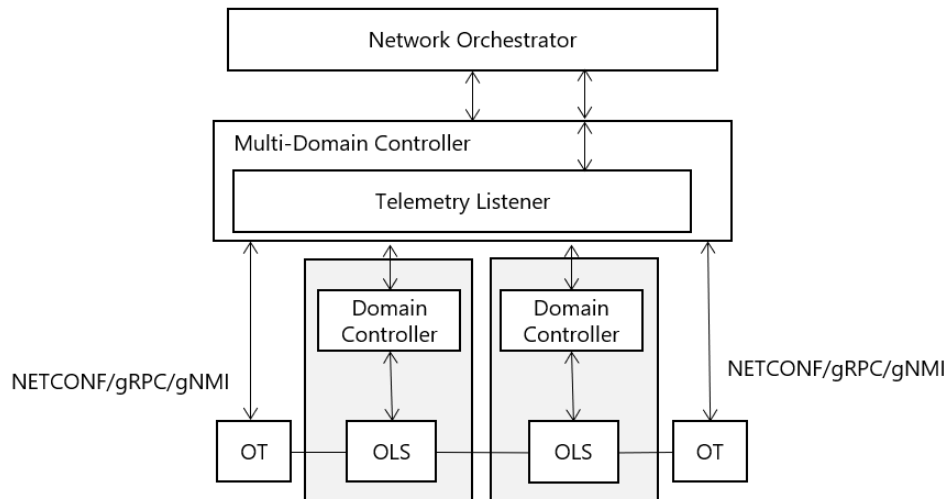 Network Orchestrator
Multi-Domain Controller
Telemetry Listener
Domain
Controller
Domain
Controller
NETCONF/gRPC/gNMI
NETCONF/gRPC/gNMI
OT
OLS
OLS
OT